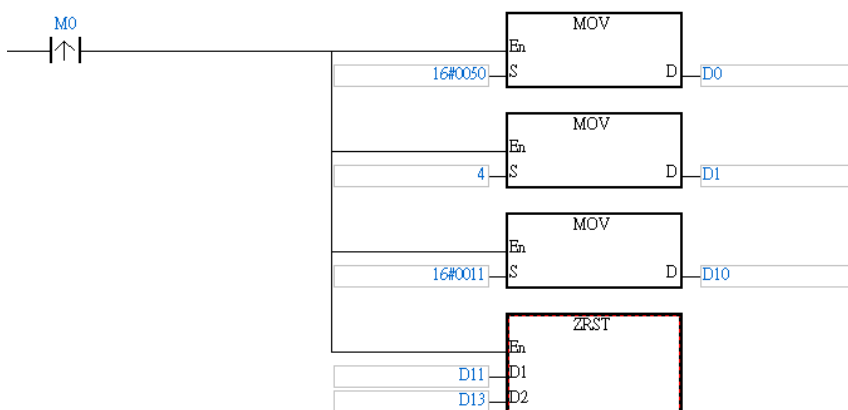 M0
MOV
En
16#0050 S D D0
MOV
En
4 S D D1
MOV
En
16#0011 S D D10
ZRST
En
D11 D1
D13 D2